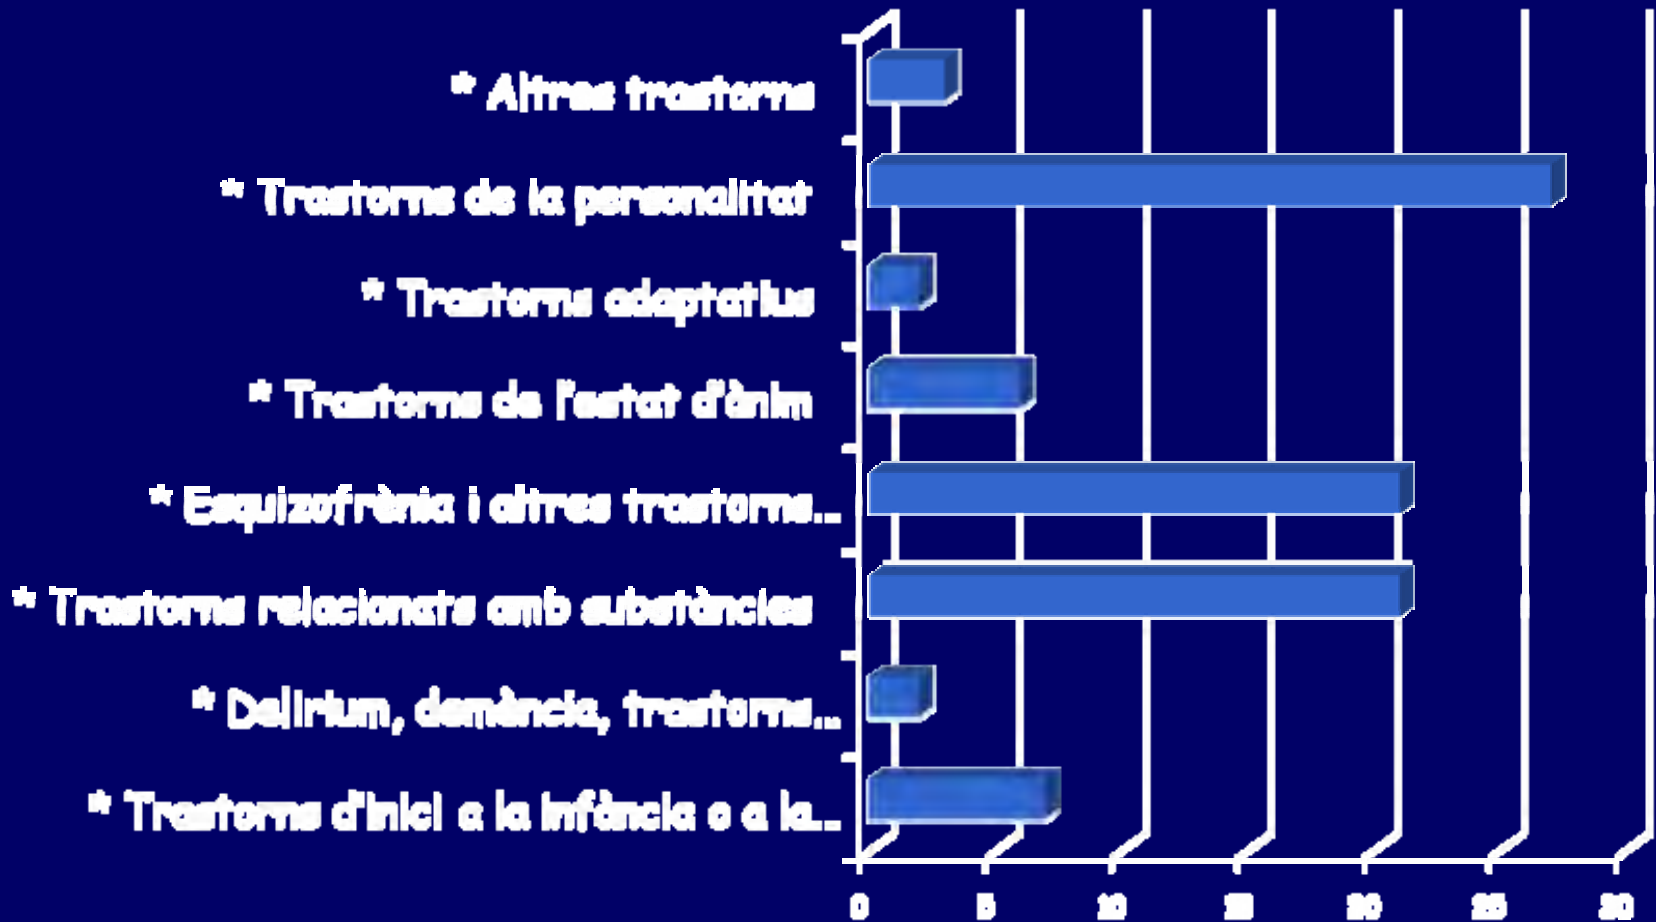 * Altres trastorns
* Trastorns de la personalitat
* Trastorns adaptatius
* Trastorns de l'estat d'ànim
* Esquizofrènia i altres trastorns...
* Trastorns relacionats amb substàncies
* Delirium, demència, trastorns...
* Trastorns d'inici a la infància o a la...
0 5 10 15 20 25 30